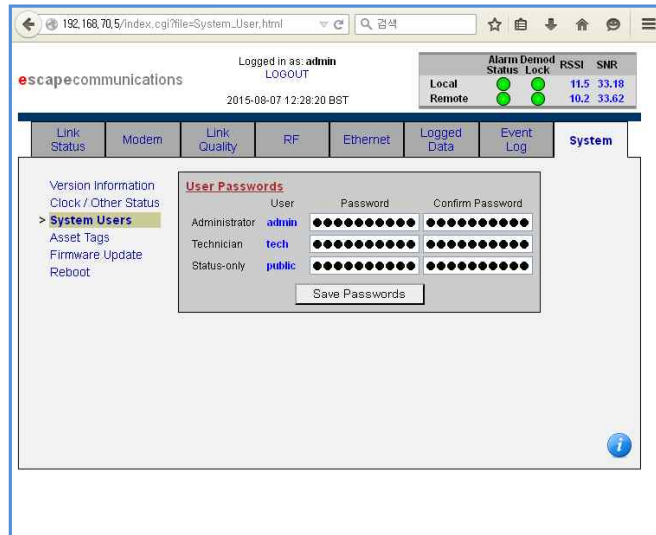 192.168.70.5/index.cgi?file=System_User.html
검색
escapecommunications
Logged in as: admin
LOGOUT
2015-08-07 12:28:20 BST
Alarm Status
Demod Lock
RSSI
SNR
Local 11.5 33.18
Remote 10.2 33.62
Link Status
Modem
Link Quality
RF
Ethernet
Logged Data
Event Log
System
Version Information
Clock / Other Status
> System Users
Asset Tags
Firmware Update
Reboot
User Passwords
User Password Confirm Password
Administrator admin ●●●●●●●●●● ●●●●●●●●●●
Technician tech ●●●●●●●●●● ●●●●●●●●●●
Status-only public ●●●●●●●●●● ●●●●●●●●●●
Save Passwords
i